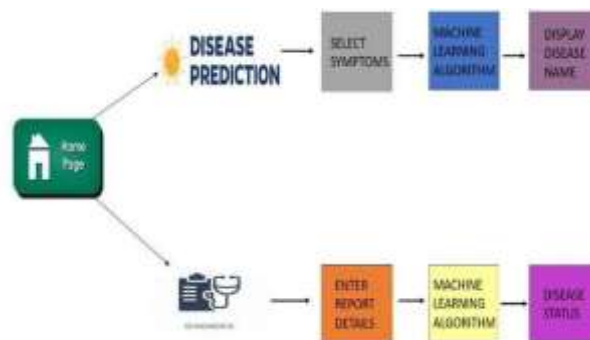 DISEASE
PREDICTION
SELECT
SYMPTOMS
MACHINE
LEARNING
ALGORITHM
DISPLAY
DISEASE
NAME
Home
Page
ENTER
REPORT
DETAILS
MACHINE
LEARNING
ALGORITHM
DISEASE
STATUS